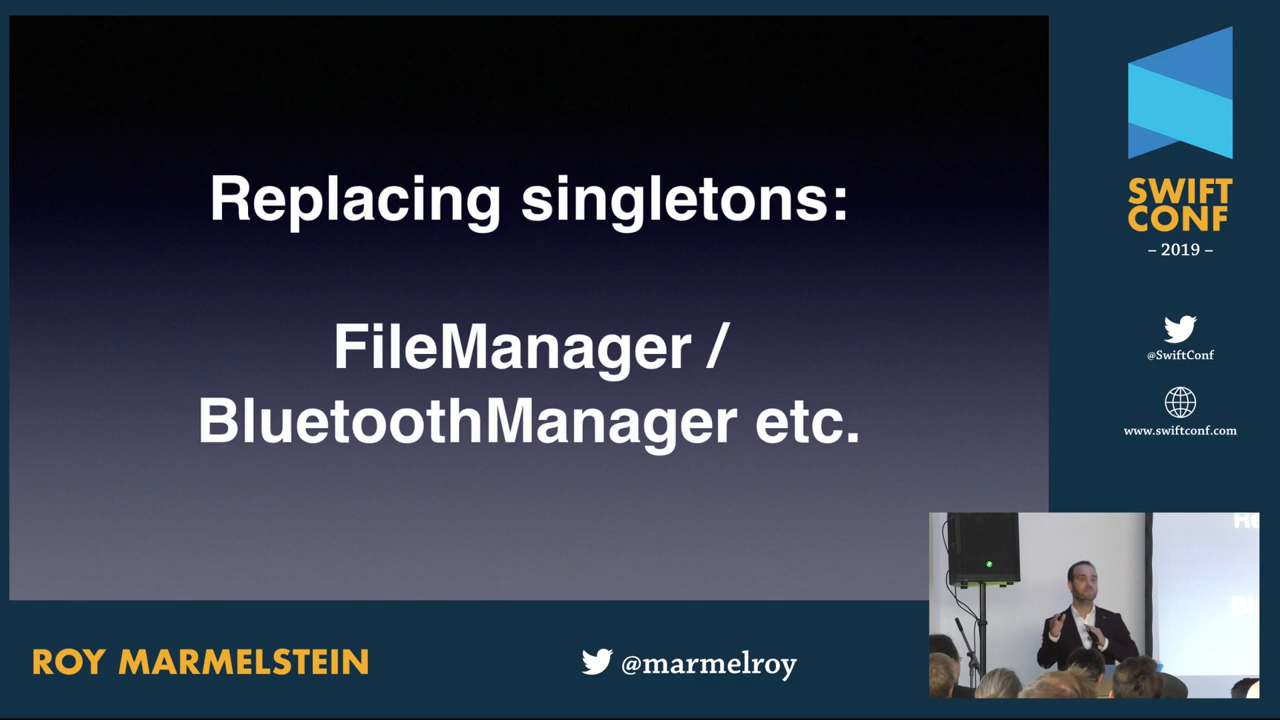 Replacing singletons:
FileManager /
BluetoothManager etc.
SWIFT
CONF
– 2019 –
@SwiftConf
www.swiftconf.com
ROY MARMELSTEIN
@marmelroy